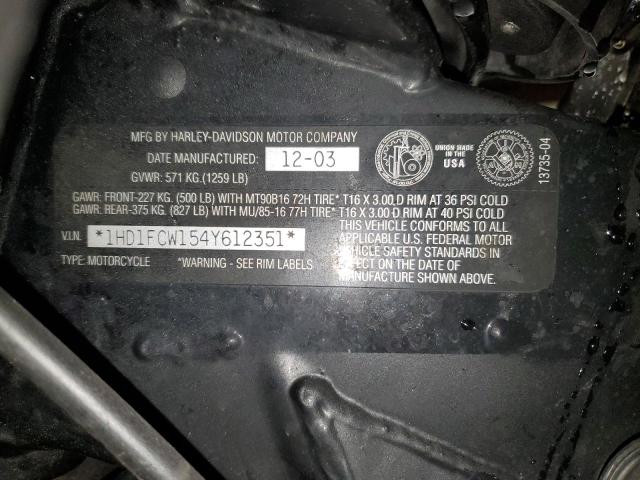 MFG BY HARLEY-DAVIDSON MOTOR COMPANY
DATE MANUFACTURED: 12-03
GVWR: 571 KG.(1259 LB)
UNION MADE IN THE
USA
13735-04
GAWR: FRONT-227 KG. (500 LB) WITH MT90B16 72H TIRE* T16 X 3.00 D RIM AT 36 PSI COLD
GAWR: REAR-375 KG. (827 LB) WITH MU/85-16 77H TIRE* T16 X 3.00 D RIM AT 40 PSI COLD
V.I.N. *1HD1FCW154Y612351*
TYPE: MOTORCYCLE *WARNING - SEE RIM LABELS
THIS VEHICLE CONFORMS TO ALL
APPLICABLE U.S. FEDERAL MOTOR
VEHICLE SAFETY STANDARDS IN
EFFECT ON THE DATE OF
MANUFACTURE SHOWN ABOVE.